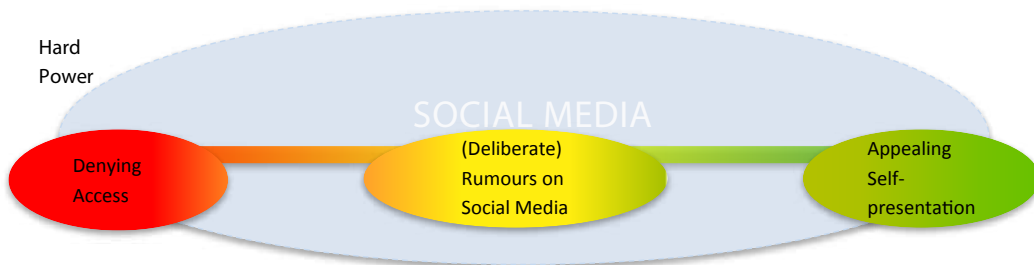 Hard
Power
SOCIAL MEDIA
Denying
Access
(Deliberate)
Rumours on
Social Media
Appealing
Self-
presentation